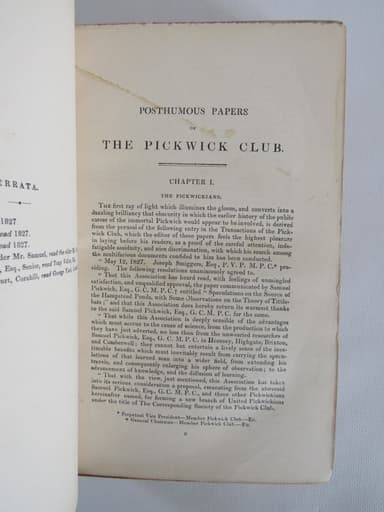 ERRATA.
1827
read 1827.
read 1827.
der Mr. Samuel, read the side
Esq., Senior, read
ourt, Cornhill, read
POSTHUMOUS PAPERS
OF
THE PICKWICK CLUB.
CHAPTER I.
THE PICKWICKIANS.
THE first ray of light which illumines the gloom, and converts into a
dazzling brilliancy that obscurity in which the earlier history of the public
career of the immortal Pickwick would appear to be involved, is derived
from the perusal of the following entry in the Transactions of the Pick-
wick Club, which the editor of these papers feels the highest pleasure
in laying before his readers, as a proof of the careful attention, inde-
fatigable assiduity, and nice discrimination, with which his search among
the multifarious documents confided to him has been conducted.
" May 12, 1827. Joseph Smiggers, Esq., P. V. P. M. P. C.* pre-
siding. The following resolutions unanimously agreed to.
" That this Association has heard read, with feelings of unmingled
satisfaction, and unqualified approval, the paper communicated by Samuel
Pickwick, Esq., G. C. M. P. C.† entitled " Speculations on the Source of
the Hampstead Ponds, with some Observations on the Theory of Tittle-
bats ;" and that this Association does hereby return its warmest thanks
to the said Samuel Pickwick, Esq., G. C. M. P. C. for the same.
" That while this Association is deeply sensible of the advantages
which must accrue to the cause of science, from the production to which
they have just adverted, no less than from the unwearied researches of
Samuel Pickwick, Esq., G. C. M. P. C. in Hornsey, Highgate, Brixton,
and Camberwell; they cannot but entertain a lively sense of the ines-
timable benefits which must inevitably result from carrying the specu-
lations of that learned man into a wider field, from extending his
travels, and consequently enlarging his sphere of observation; to the
advancement of knowledge, and the diffusion of learning.
" That with the view, just mentioned, this Association has taken
into its serious consideration a proposal, emanating from the aforesaid
Samuel Pickwick, Esq., G. C. M. P. C., and three other Pickwickians
hereinafter named, for forming a new branch of United Pickwickians
under the title of The Corresponding Society of the Pickwick Club.
* Perpetual Vice President—Member Pickwick Club.—ED.
† General Chairman—Member Pickwick Club.—ED.
B